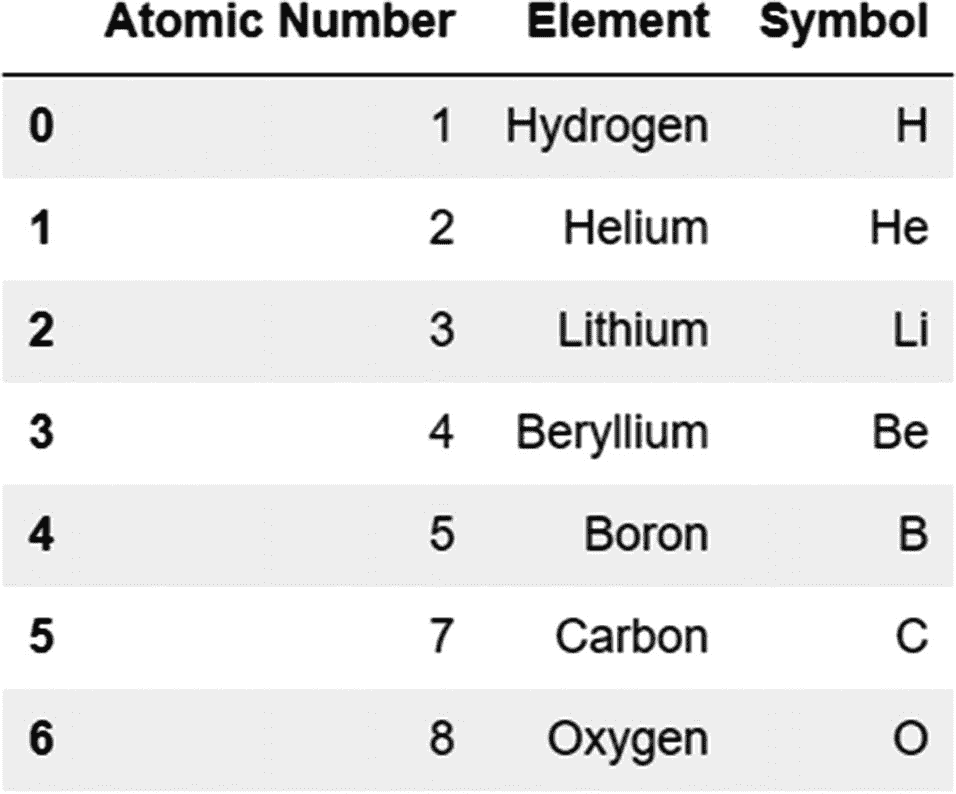 Atomic Number Element Symbol
0 1 Hydrogen H
1 2 Helium He
2 3 Lithium Li
3 4 Beryllium Be
4 5 Boron B
5 7 Carbon C
6 8 Oxygen O